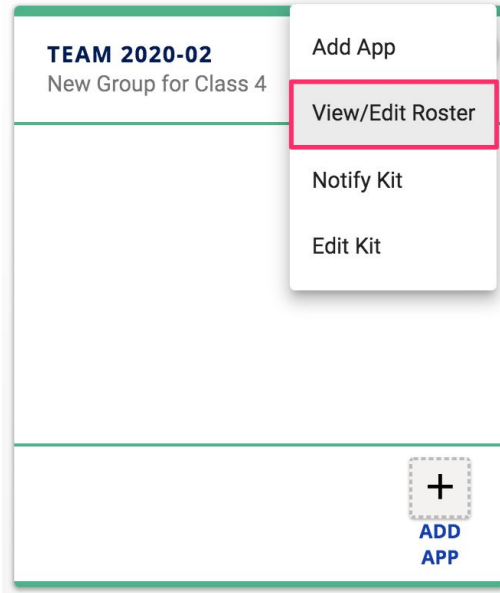 TEAM 2020-02
New Group for Class 4
Add App
View/Edit Roster
Notify Kit
Edit Kit
ADD
APP